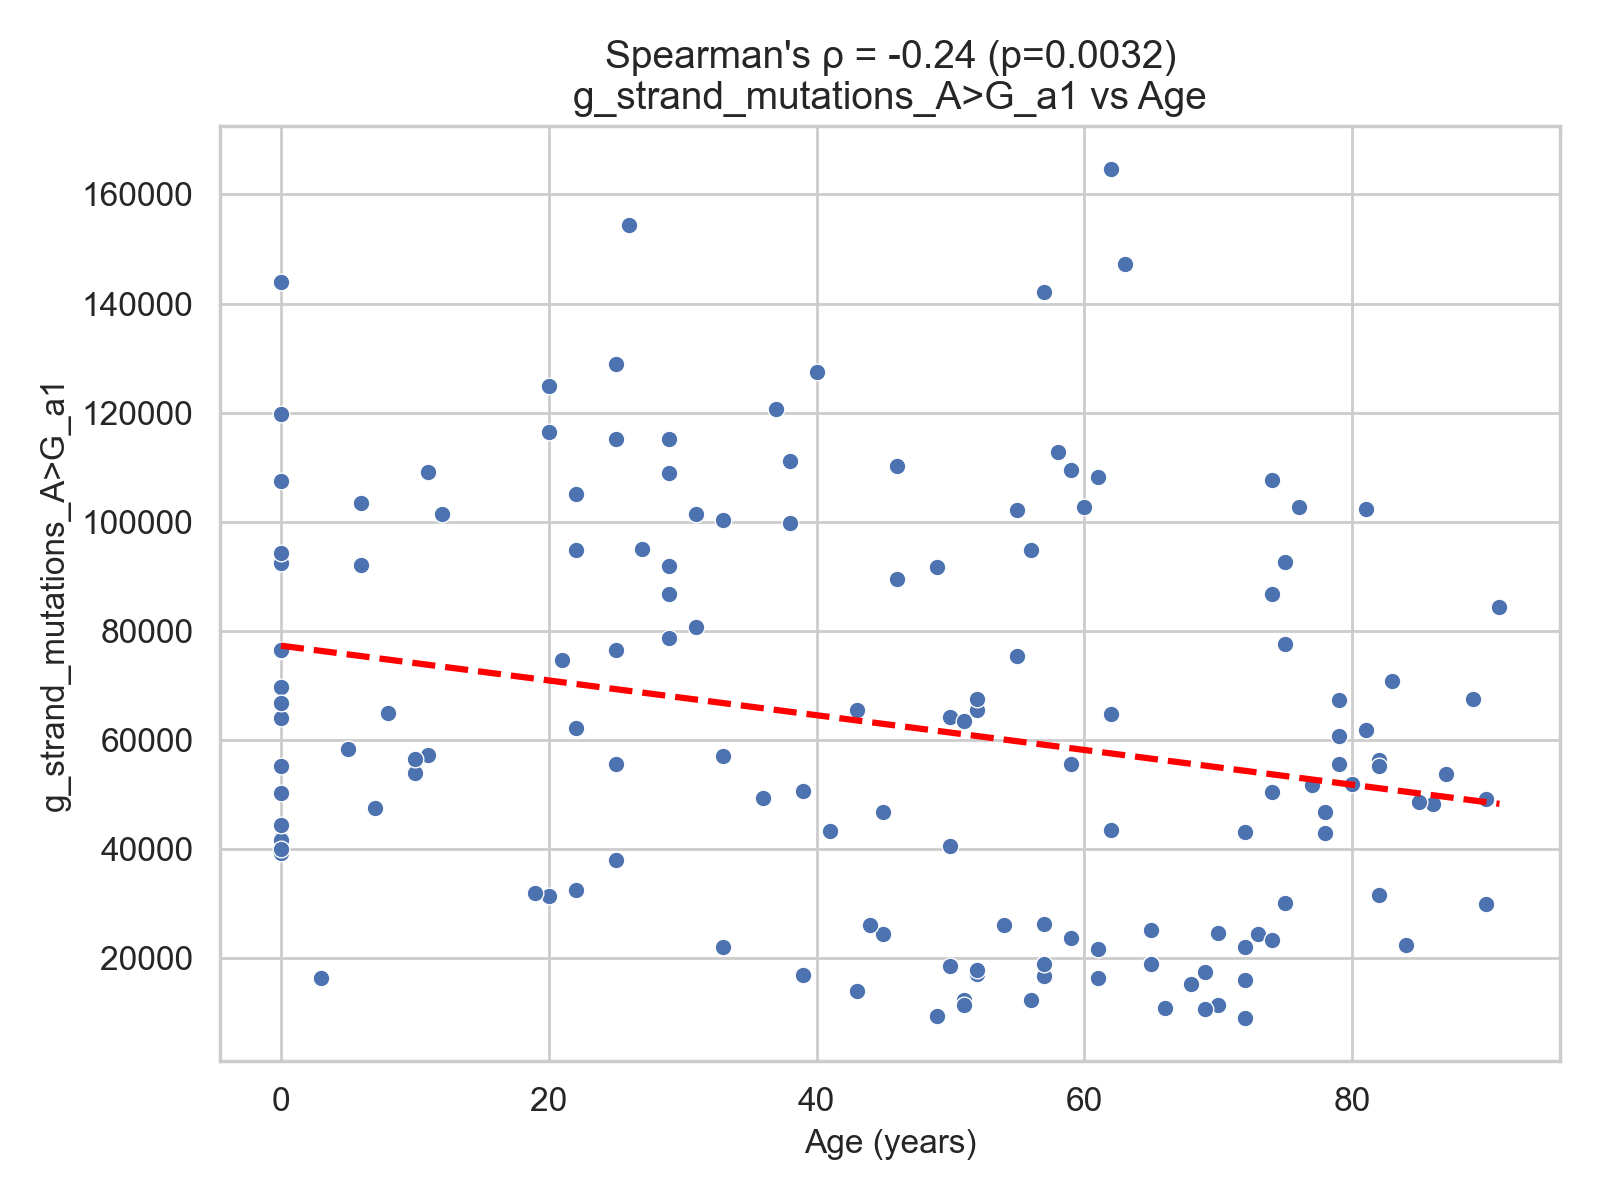 Spearman's ρ = -0.24 (p=0.0032)
g_strand_mutations_A>G_a1 vs Age
g_strand_mutations_A>G_a1
160000
140000
120000
100000
80000
60000
40000
20000
0 20 40 60 80
Age (years)